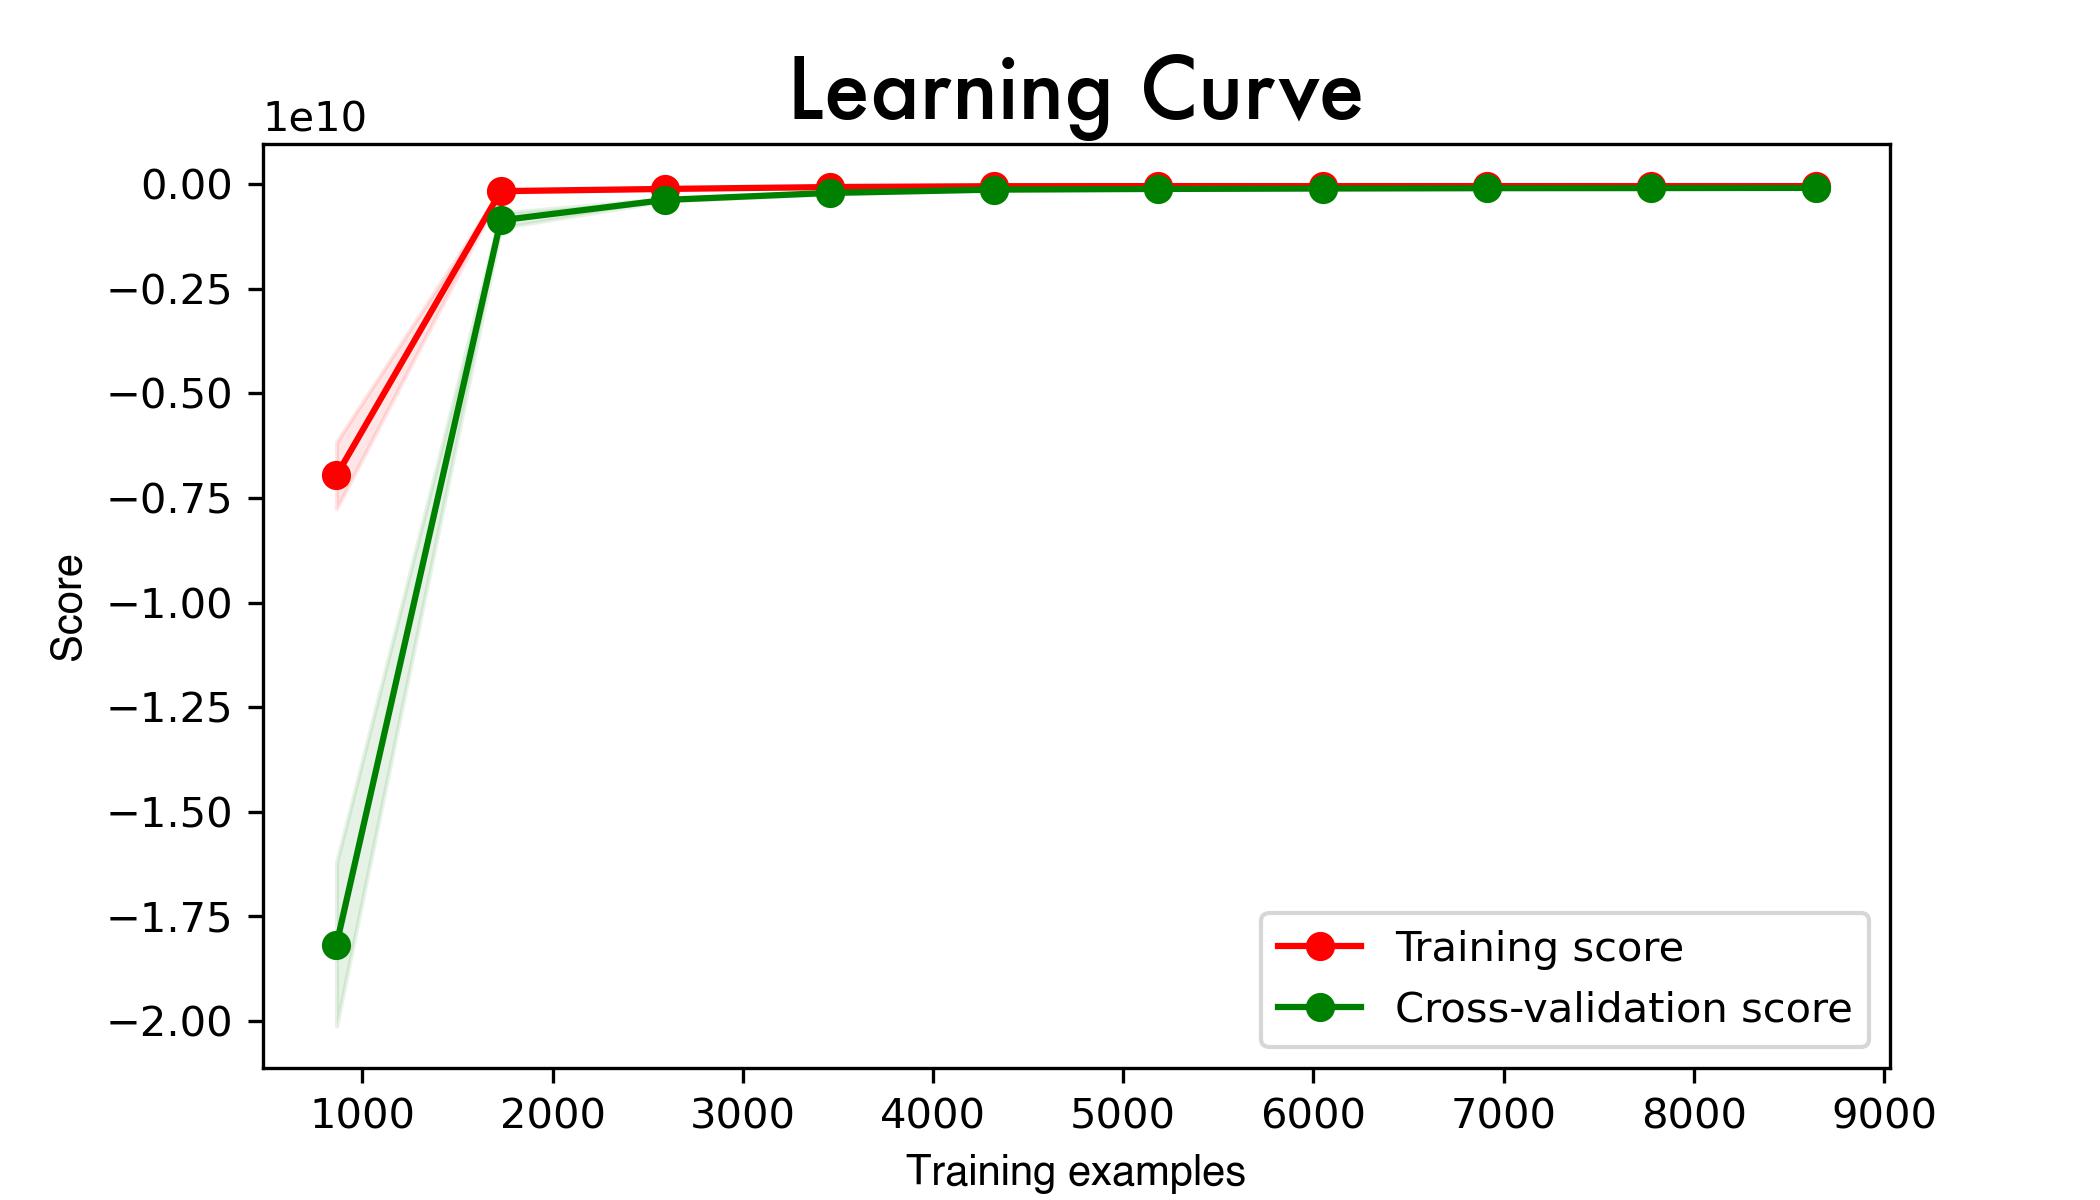 Learning Curve
1e10
0.00
−0.25
−0.50
−0.75
−1.00
−1.25
−1.50
−1.75
−2.00
Score
Training score
Cross-validation score
1000 2000 3000 4000 5000 6000 7000 8000 9000
Training examples